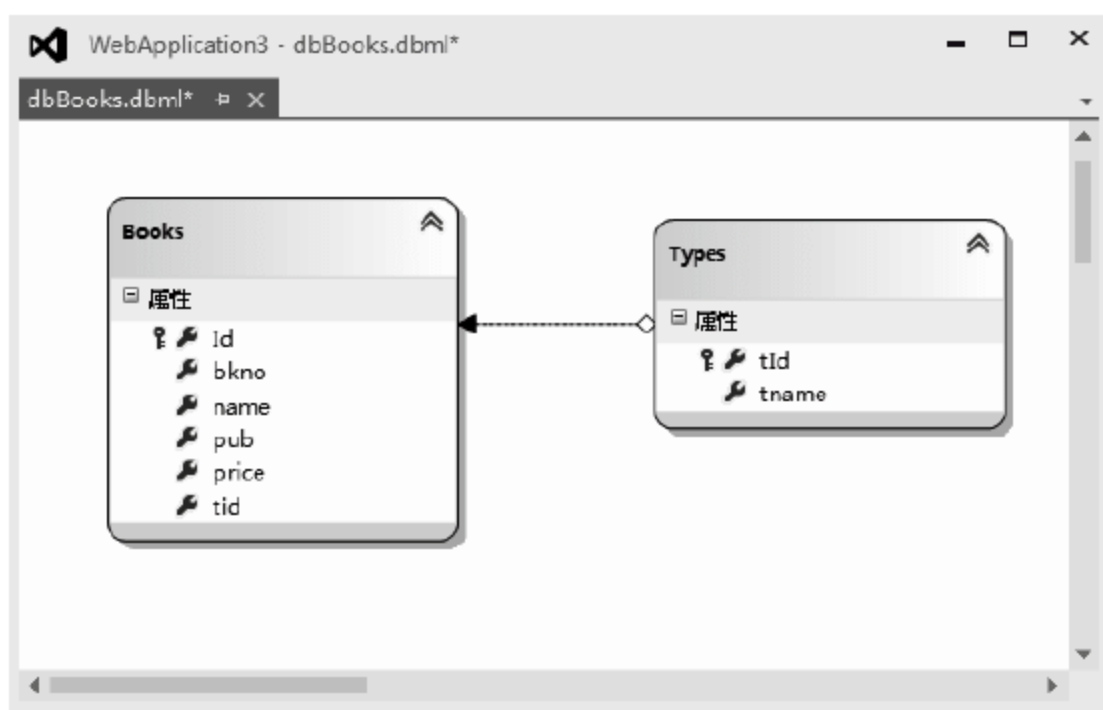 WebApplication3 - dbBooks.dbml*
dbBooks.dbml*
Books
属性
Id
bkno
name
pub
price
tid
Types
属性
tId
tname